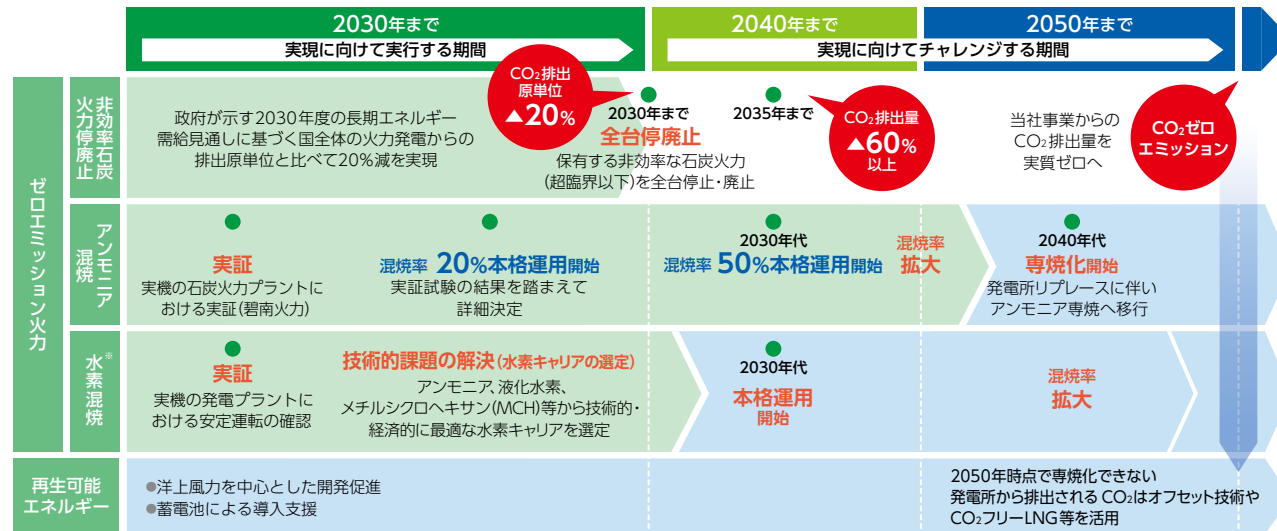 2030年まで
2040年まで
2050年まで
実現に向けて実行する期間
実現に向けてチャレンジする期間
ゼロエミッション火力
非効率石炭
火力停廃止
政府が示す2030年度の長期エネルギー
需給見通しに基づく国全体の火力発電からの
排出原単位と比べて20%減を実現
CO₂排出
原単位
▲20%
2030年まで
全台停廃止
保有する非効率な石炭火力
(超臨界以下)を全台停止・廃止
2035年まで
CO₂排出量
▲60%
以上
当社事業からの
CO₂排出量を
実質ゼロへ
CO₂ゼロ
エミッション
アンモニア
混焼
実証
実機の石炭火力プラントに
おける実証(碧南火力)
混焼率 20%本格運用開始
実証試験の結果を踏まえて
詳細決定
2030年代
混焼率 50%本格運用開始
混焼率
拡大
2040年代
専焼化開始
発電所リプレースに伴い
アンモニア専焼へ移行
水素混焼※
実証
実機の発電プラントに
おける安定運転の確認
技術的課題の解決(水素キャリアの選定)
アンモニア、液化水素、
メチルシクロヘキサン(MCH)等から技術的・
経済的に最適な水素キャリアを選定
2030年代
本格運用
開始
混焼率
拡大
再生可能
エネルギー
●洋上風力を中心とした開発促進
●蓄電池による導入支援
2050年時点で専焼化できない
発電所から排出されるCO₂はオフセット技術や
CO₂フリーLNG等を活用